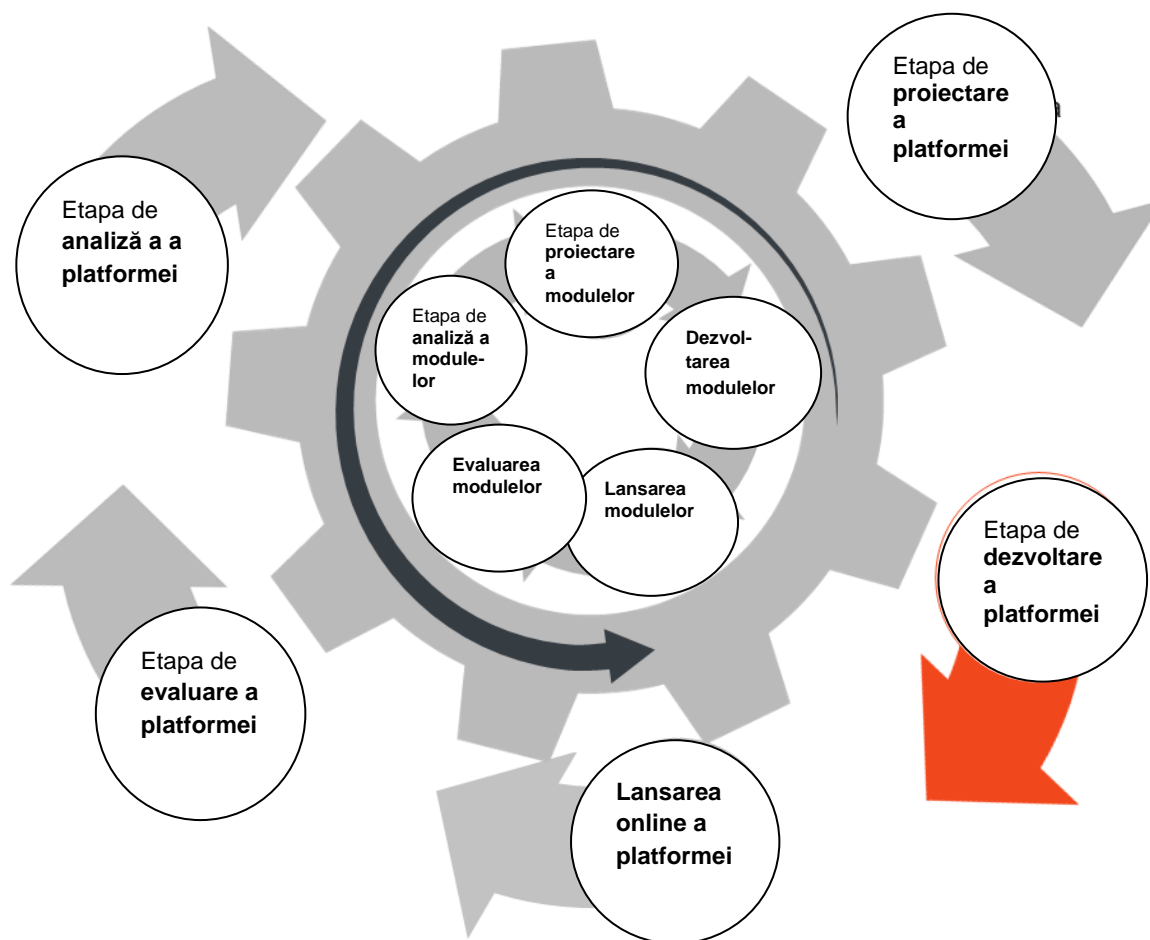 Etapa de
proiectare
a
platformei
Etapa de
analiză a a
platformei
Etapa de
proiectare
a
modulelor
Etapa de
analiză a
module-
lor
Dezvol-
tarea
modulelor
Evaluarea
modulelor
Lansarea
modulelor
Etapa de
dezvoltare
a
platformei
Etapa de
evaluare a
platformei
Lansarea
online a
platformei